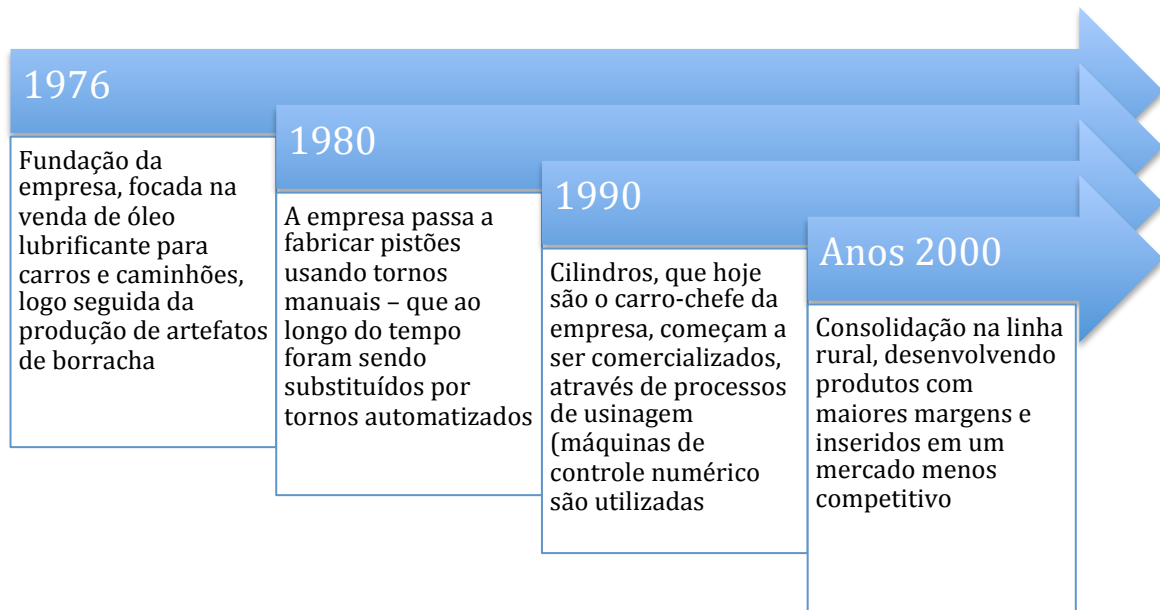 1976
Fundação da
empresa, focada na
venda de óleo
lubrificante para
carros e caminhões,
logo seguida da
produção de artefatos
de borracha
1980
A empresa passa a
fabricar pistões
usando tornos
manuais – que ao
longo do tempo
foram sendo
substituídos por
tornos automatizados
1990
Cilindros, que hoje
são o carro-chefe da
empresa, começam a
ser comercializados,
através de processos
de usinagem
(máquinas de
controle numérico
são utilizadas
Anos 2000
Consolidação na linha
rural, desenvolvendo
produtos com
maiores margens e
inseridos em um
mercado menos
competitivo